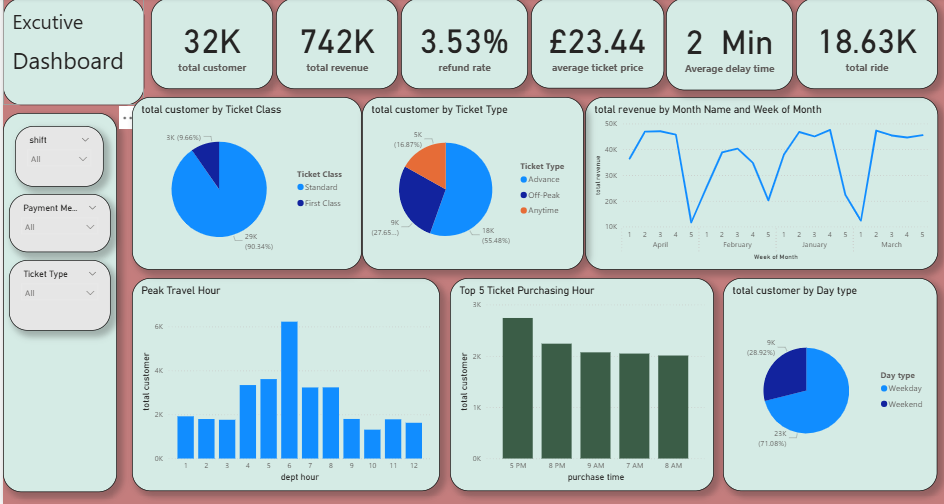 Excutive
Dashboard
32K
total customer
742K
total revenue
3.53%
refund rate
£23.44
average ticket price
2 Min
Average delay time
18.63K
total ride
shift
All
Payment Me...
All
Ticket Type
All
total customer by Ticket Class
3K (9.66%)
29K
(90.34%)
Ticket Class
Standard
First Class
total customer by Ticket Type
5K
(16.87%)
9K
(27.65...)
18K
(55.48%)
Ticket Type
Advance
Off-Peak
Anytime
total revenue by Month Name and Week of Month
total revenue
50K
40K
30K
20K
10K
1 2 3 4 5 1 2 3 4 5 1 2 3 4 5 1 2 3 4 5
April February January March
Week of Month
Peak Travel Hour
total customer
6K
4K
2K
0K
1 2 3 4 5 6 7 8 9 10 11 12
dept hour
Top 5 Ticket Purchasing Hour
total customer
3K
2K
1K
0K
5 PM 8 PM 9 AM 7 AM 8 AM
purchase time
total customer by Day type
9K
(28.92%)
23K
(71.08%)
Day type
Weekday
Weekend